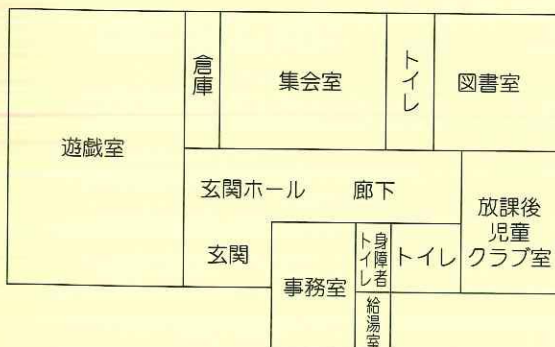 遊戯室
倉庫
集会室
トイレ
図書室
玄関ホール
廊下
玄関
事務室
身障者
トイレ
トイレ
放課後
児童
クラブ室
給湯室